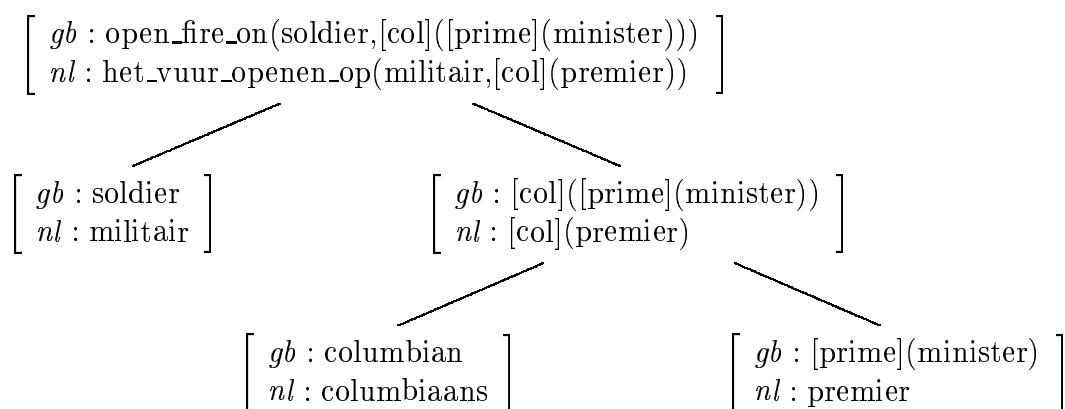 gb : open_fire_on(soldier,[col]([prime](minister)))
nl : het_vuur_openen_op(militair,[col](premier))
gb : soldier
nl : militair
gb : [col]([prime](minister))
nl : [col](premier)
gb : columbian
nl : columbiaans
gb : [prime](minister)
nl : premier